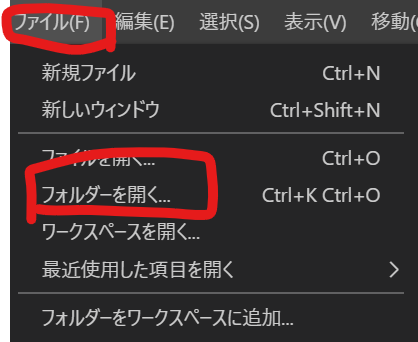 ファイル(F) 編集(E) 選択(S) 表示(V) 移動(
新規ファイル Ctrl+N
新しいウィンドウ Ctrl+Shift+N
ファイルを開く... Ctrl+O
フォルダーを開く... Ctrl+K Ctrl+O
ワークスペースを開く...
最近使用した項目を開く
フォルダーをワークスペースに追加...